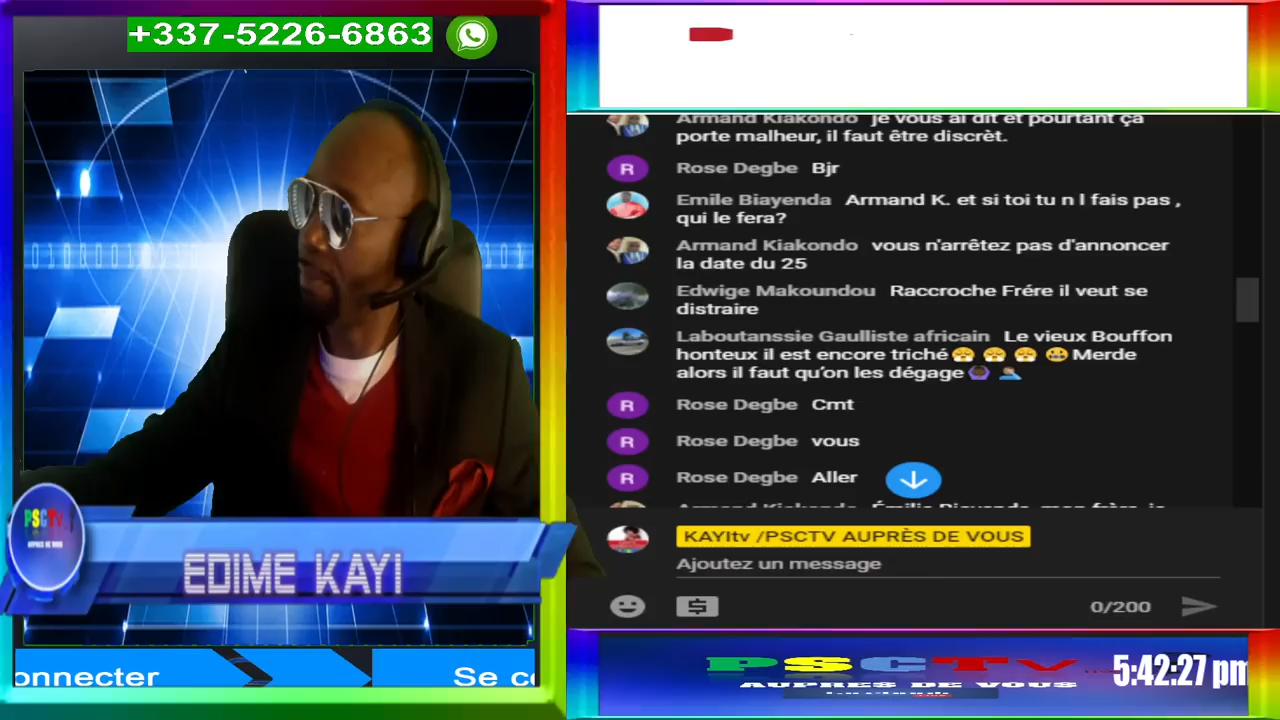 +337-5226-6863
Armand Kiakondo je vous ai dit et pourtant ça
porte malheur, il faut être discrèt.
Rose Degbe Bjr
Emile Biayenda Armand K. et si toi tu n l fais pas ,
qui le fera?
Armand Kiakondo vous n'arrêtez pas d'annoncer
la date du 25
Edwige Makoundou Raccroche Frére il veut se
distraire
Laboutanssie Gaulliste africain Le vieux Bouffon
honteux il est encore triché😤 😤 😤 😬Merde
alors il faut qu'on les dégage🙆🏿 🤦🏼
R Rose Degbe Cmt
R Rose Degbe vous
R Rose Degbe Aller
KAYItv /PSCTV AUPRÈS DE VOUS
Ajoutez un message
0/200
PSCTV
AUPRES DE VOUS
EDIME KAYI
onnecter
Se co
PSCTV
AUPRES DE VOUS
5:42:27 pm